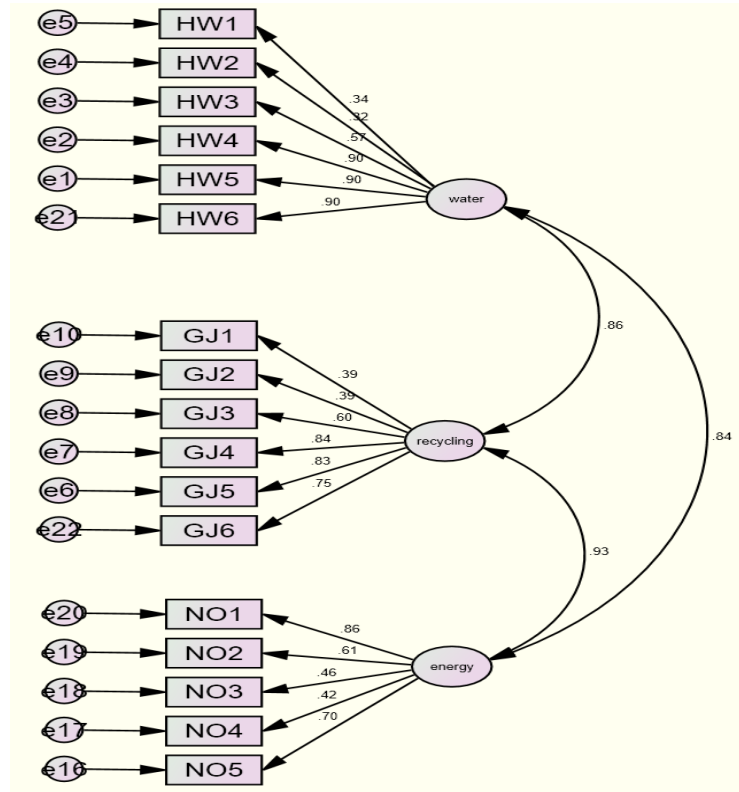 e5 HW1
e4 HW2
e3 HW3
e2 HW4
e1 HW5
e21 HW6
.34
.32
.57
.90
.90
.90
water
.86
e10 GJ1
e9 GJ2
e8 GJ3
e7 GJ4
e6 GJ5
e22 GJ6
.39
.39
.60
.84
.83
.75
recycling
.84
.93
e20 NO1
e19 NO2
e18 NO3
e17 NO4
e16 NO5
.86
.61
.46
.42
.70
energy